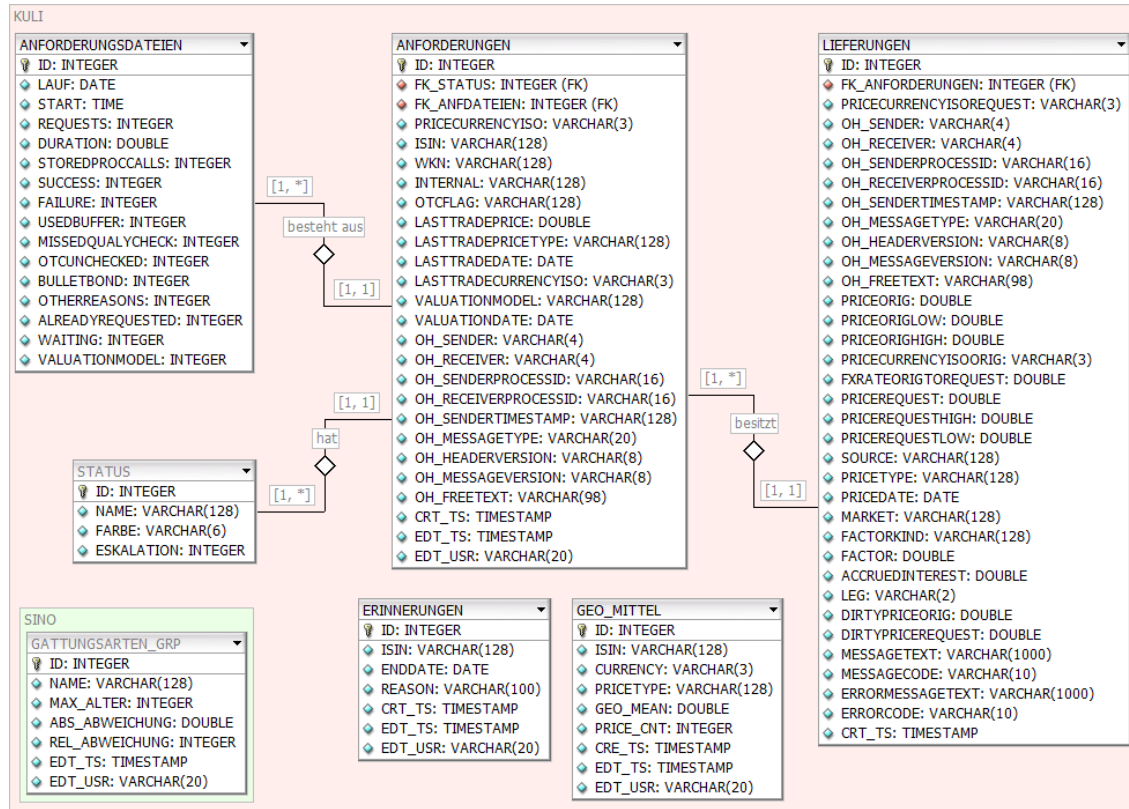 KULI
ANFORDERUNGSDATEIEN
ID: INTEGER
LAUF: DATE
START: TIME
REQUESTS: INTEGER
DURATION: DOUBLE
STOREDPROCCALLS: INTEGER
SUCCESS: INTEGER
FAILURE: INTEGER
USEDBUFFER: INTEGER
MISSEDQUALYCHECK: INTEGER
OTCUNCHECKED: INTEGER
BULLETBOND: INTEGER
OTHERREASONS: INTEGER
ALREADYREQUESTED: INTEGER
WAITING: INTEGER
VALUATIONMODEL: INTEGER
[1, *]
besteht aus
[1, 1]
ANFORDERUNGEN
ID: INTEGER
FK_STATUS: INTEGER (FK)
FK_ANFDATEIEN: INTEGER (FK)
PRICECURRENCYISO: VARCHAR(3)
ISIN: VARCHAR(128)
WKN: VARCHAR(128)
INTERNAL: VARCHAR(128)
OTCFLAG: VARCHAR(128)
LASTTRADEPRICE: DOUBLE
LASTTRADEPRICETYPE: VARCHAR(128)
LASTTRADEDATE: DATE
LASTTRADECURRENCYISO: VARCHAR(3)
VALUATIONMODEL: VARCHAR(128)
VALUATIONDATE: DATE
OH_SENDER: VARCHAR(4)
OH_RECEIVER: VARCHAR(4)
OH_SENDERPROCESSID: VARCHAR(16)
OH_RECEIVERPROCESSID: VARCHAR(16)
OH_SENDERTIMESTAMP: VARCHAR(128)
OH_MESSAGETYPE: VARCHAR(20)
OH_HEADERVERSION: VARCHAR(8)
OH_MESSAGEVERSION: VARCHAR(8)
OH_FREETEXT: VARCHAR(98)
CRT_TS: TIMESTAMP
EDT_TS: TIMESTAMP
EDT_USR: VARCHAR(20)
[1, *]
besitzt
[1, 1]
LIEFERUNGEN
ID: INTEGER
FK_ANFORDERUNGEN: INTEGER (FK)
PRICECURRENCYISOREQUEST: VARCHAR(3)
OH_SENDER: VARCHAR(4)
OH_RECEIVER: VARCHAR(4)
OH_SENDERPROCESSID: VARCHAR(16)
OH_RECEIVERPROCESSID: VARCHAR(16)
OH_SENDERTIMESTAMP: VARCHAR(128)
OH_MESSAGETYPE: VARCHAR(20)
OH_HEADERVERSION: VARCHAR(8)
OH_MESSAGEVERSION: VARCHAR(8)
OH_FREETEXT: VARCHAR(98)
PRICEORIG: DOUBLE
PRICEORIGLOW: DOUBLE
PRICEORIGHIGH: DOUBLE
PRICECURRENCYISOORIG: VARCHAR(3)
FXRATEORIGTOREQUEST: DOUBLE
PRICEREQUEST: DOUBLE
PRICEREQUESTHIGH: DOUBLE
PRICEREQUESTLOW: DOUBLE
SOURCE: VARCHAR(128)
PRICETYPE: VARCHAR(128)
PRICEDATE: DATE
MARKET: VARCHAR(128)
FACTORKIND: VARCHAR(128)
FACTOR: DOUBLE
ACCRUEDINTEREST: DOUBLE
LEG: VARCHAR(2)
DIRTYPRICEORIG: DOUBLE
DIRTYPRICEREQUEST: DOUBLE
MESSAGETEXT: VARCHAR(1000)
MESSAGECODE: VARCHAR(10)
ERRORMESSAGETEXT: VARCHAR(1000)
ERRORCODE: VARCHAR(10)
CRT_TS: TIMESTAMP
[1, 1]
hat
[1, *]
STATUS
ID: INTEGER
NAME: VARCHAR(128)
FARBE: VARCHAR(6)
ESKALATION: INTEGER
SINO
GATTUNGSARTEN_GRP
ID: INTEGER
NAME: VARCHAR(128)
MAX_ALTER: INTEGER
ABS_ABWEICHUNG: DOUBLE
REL_ABWEICHUNG: INTEGER
EDT_TS: TIMESTAMP
EDT_USR: VARCHAR(20)
ERINNERUNGEN
ID: INTEGER
ISIN: VARCHAR(128)
ENDDATE: DATE
REASON: VARCHAR(100)
CRT_TS: TIMESTAMP
EDT_TS: TIMESTAMP
EDT_USR: VARCHAR(20)
GEO_MITTEL
ID: INTEGER
ISIN: VARCHAR(128)
CURRENCY: VARCHAR(3)
PRICETYPE: VARCHAR(128)
GEO_MEAN: DOUBLE
PRICE_CNT: INTEGER
CRE_TS: TIMESTAMP
EDT_TS: TIMESTAMP
EDT_USR: VARCHAR(20)